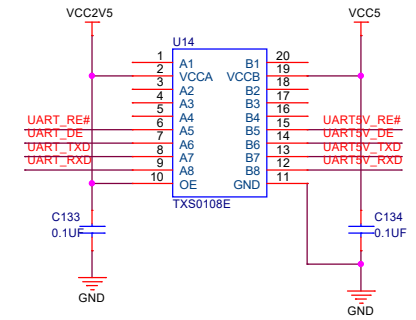 VCC2V5 VCC5
U14
1 A1 B1 20
2 VCCA VCCB 19
3 A2 B2 18
4 A3 B3 17
5 A4 B4 16
UART_RE# 6 A5 B5 15 UART5V_RE#
UART_DE 7 A6 B6 14 UART5V_DE
UART_TXD 8 A7 B7 13 UART5V_TXD
UART_RXD 9 A8 B8 12 UART5V_RXD
10 OE GND 11
TXS0108E
C133 C134
0.1UF 0.1UF
GND GND